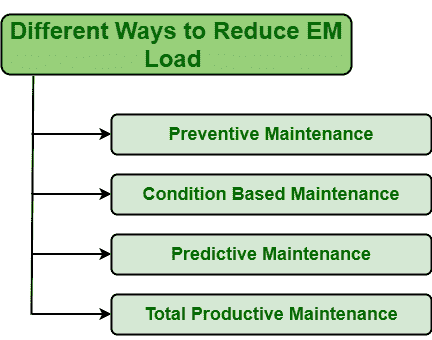 Different Ways to Reduce EM
Load
Preventive Maintenance
Condition Based Maintenance
Predictive Maintenance
Total Productive Maintenance